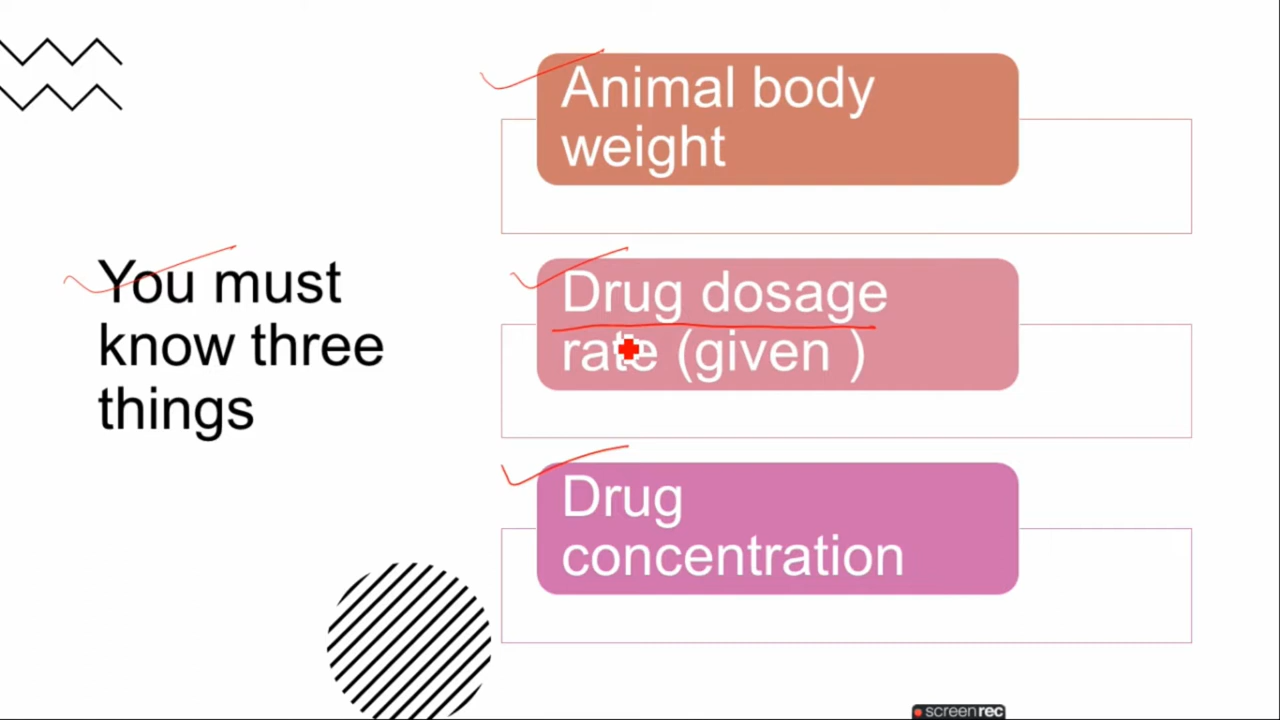 You must
know three
things
Animal body
weight
Drug dosage
rate (given )
Drug
concentration
screenrec